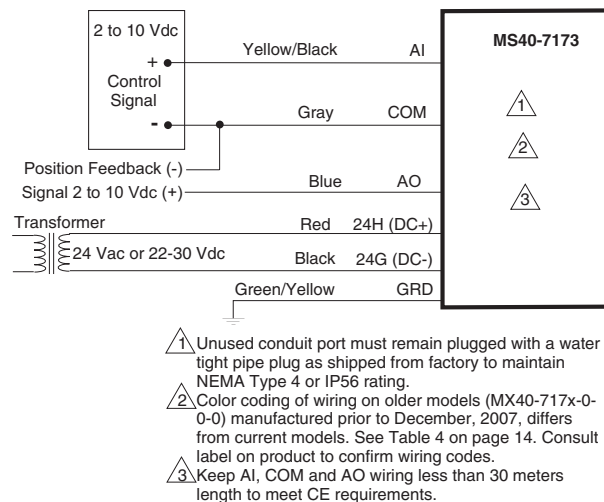 2 to 10 Vdc
+
Control
Signal
-
Yellow/Black AI
Gray COM
Position Feedback (-)
Signal 2 to 10 Vdc (+)
Blue AO
Transformer
24 Vac or 22-30 Vdc
Red 24H (DC+)
Black 24G (DC-)
Green/Yellow GRD
MS40-7173
1
2
3
1 Unused conduit port must remain plugged with a water
tight pipe plug as shipped from factory to maintain
NEMA Type 4 or IP56 rating.
2 Color coding of wiring on older models (MX40-717x-0-
0-0) manufactured prior to December, 2007, differs
from current models. See Table 4 on page 14. Consult
label on product to confirm wiring codes.
3 Keep AI, COM and AO wiring less than 30 meters
length to meet CE requirements.